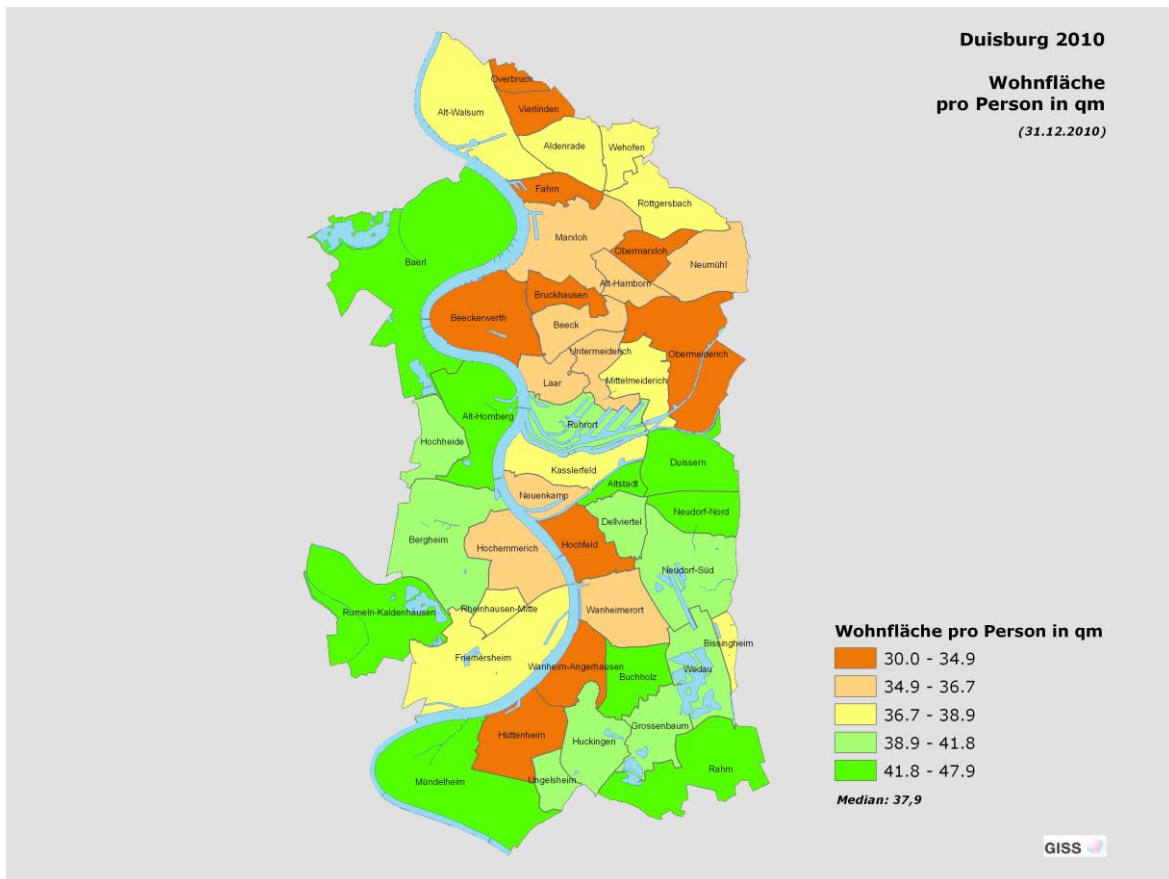 Duisburg 2010
Wohnfläche
pro Person in qm
(31.12.2010)
Overbruch
Vierlinden
Alt-Walsum
Aldenrade
Wehofen
Fahrn
Röttgersbach
Marxloh
Obermarxloh
Neumühl
Baerl
Alt-Hamborn
Bruckhausen
Beeckerwerth
Beeck
Untermeiderich
Obermeiderich
Laar
Mittelmeiderich
Alt-Homberg
Ruhrort
Hochheide
Kasslerfeld
Duissern
Altstadt
Neuenkamp
Neudorf-Nord
Dellviertel
Bergheim
Hochemmerich
Hochfeld
Neudorf-Süd
Rumeln-Kaldenhausen
Rheinhausen-Mitte
Wanheimerort
Bissingheim
Friemersheim
Wanheim-Angerhausen
Buchholz
Wedau
Grossenbaum
Hüttenheim
Huckingen
Rahm
Mündelheim
Ungelsheim
Wohnfläche pro Person in qm
30.0 - 34.9
34.9 - 36.7
36.7 - 38.9
38.9 - 41.8
41.8 - 47.9
Median: 37,9
GISS